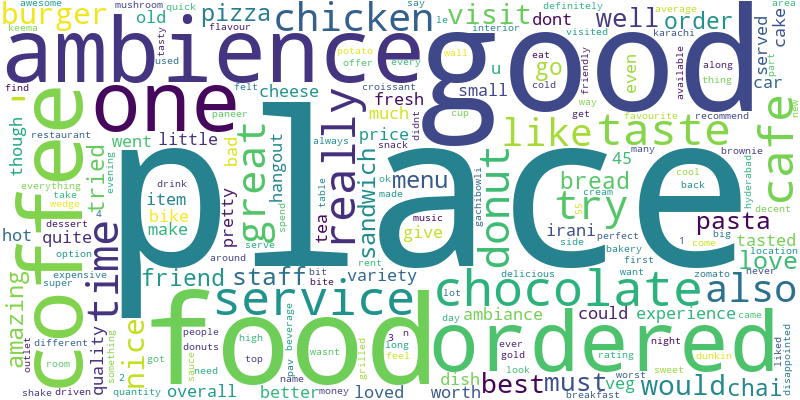 awesome mushroom quick say definitely average area
burger keema old pizza chicken visit dont well order cake
used tasty flavour every le interior visited karachi
ambience good served
potato offer wall friendly part along
felt u go eat cold even available thing car new
find croissant cheese small way
one really fresh like taste cafe
paneer much cup get favourite recommend
though restaurant went little price didnt 45 many brownie
coffee place
tried great bad hangout always snack sandwich donut bread cool
everything item drink ok menu try back hyderabad decent
take evening pretty table made cream
wedge bike tea give music gachibowli irani 55 pasta
dessert 4 make spend side perfect 1 come big location
hot quite option time serve around bit variety bakery first tasted never
expensive friend staff bite rent delicious want zomato love
super chocolate also
amazing service lot ambiance could experience came
different nice people high beverage day
room quality something got donuts top wasnt 3 n food ordered
outlet sauce pav long feel ever gold rating night liked disappointed
2 need grilled look dunkin sweet worst
quantity name dish best must veg would chai
shake driven overall better money loved worth breakfast